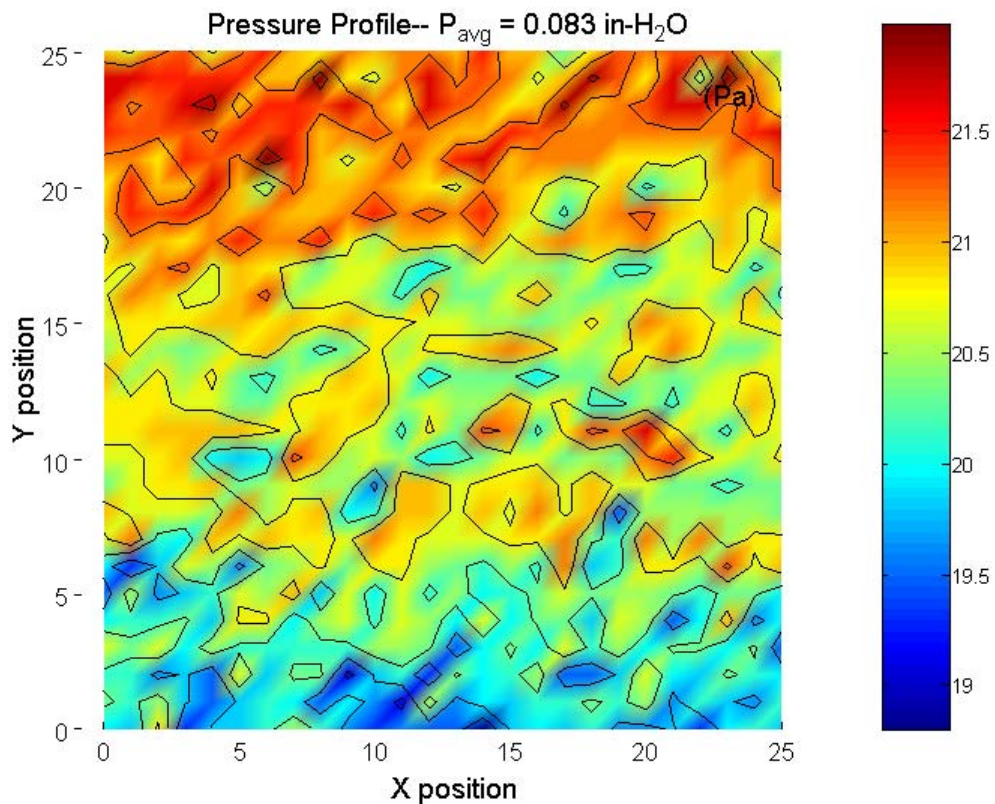 Pressure Profile-- P_avg = 0.083 in-H₂O
(Pa)
25
20
15
10
5
0
Y position
0 5 10 15 20 25
X position
21.5
21
20.5
20
19.5
19